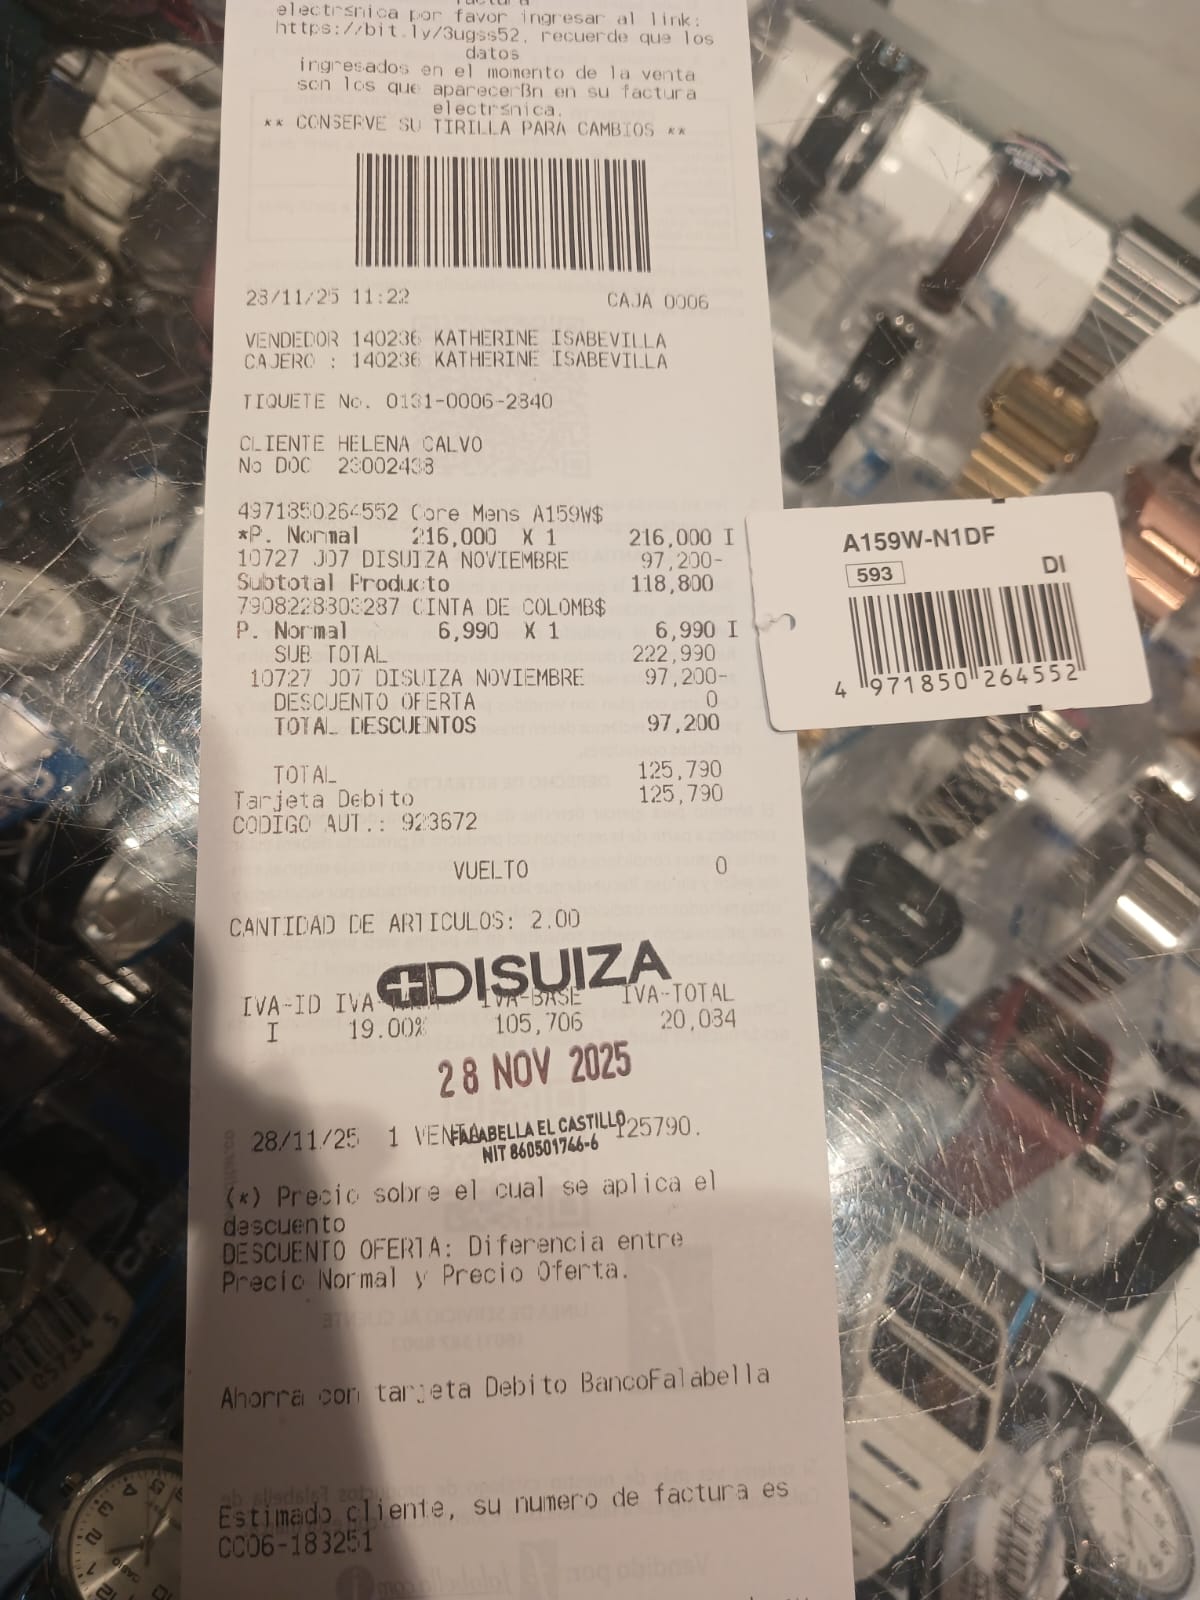 electrsnica por favor ingresar al link:
https://bit.ly/3ugss52, recuerde que los
datos
ingresados en el momento de la venta
son los que aparecerBn en su factura
electrsnica.
** CONSERVE SU TIRILLA PARA CAMBIOS **
28/11/25 11:22 CAJA 0006
VENDEDOR 140236 KATHERINE ISABEVILLA
CAJERO : 140236 KATHERINE ISABEVILLA
TIQUETE No. 0131-0006-2840
CLIENTE HELENA CALVO
No DOC 23002438
4971850264552 Core Mens A159W$
*P. Normal 216,000 X 1 216,000 I
10727 J07 DISUIZA NOVIEMBRE 97,200-
Subtotal Producto 118,800
7908228303287 CINTA DE COLOMB$
P. Normal 6,990 X 1 6,990 I
SUB TOTAL 222,990
10727 J07 DISUIZA NOVIEMBRE 97,200-
DESCUENTO OFERTA 0
TOTAL DESCUENTOS 97,200
TOTAL 125,790
Tarjeta Debito 125,790
CODIGO AUT.: 923672
VUELTO 0
CANTIDAD DE ARTICULOS: 2.00
DISUIZA
IVA-ID IVA- IVA-BASE IVA-TOTAL
I 19.00% 105,706 20,084
28 NOV 2025
28/11/25 1 VENTA 125790.
FALABELLA EL CASTILLO
NIT 860501766-6
(*) Precio sobre el cual se aplica el
descuento
DESCUENTO OFERTA: Diferencia entre
Precio Normal y Precio Oferta.
Ahorra con tarjeta Debito BancoFalabella
Estimado cliente, su numero de factura es
CC06-183251
A159W-N1DF
593 DI
4 971850 264552